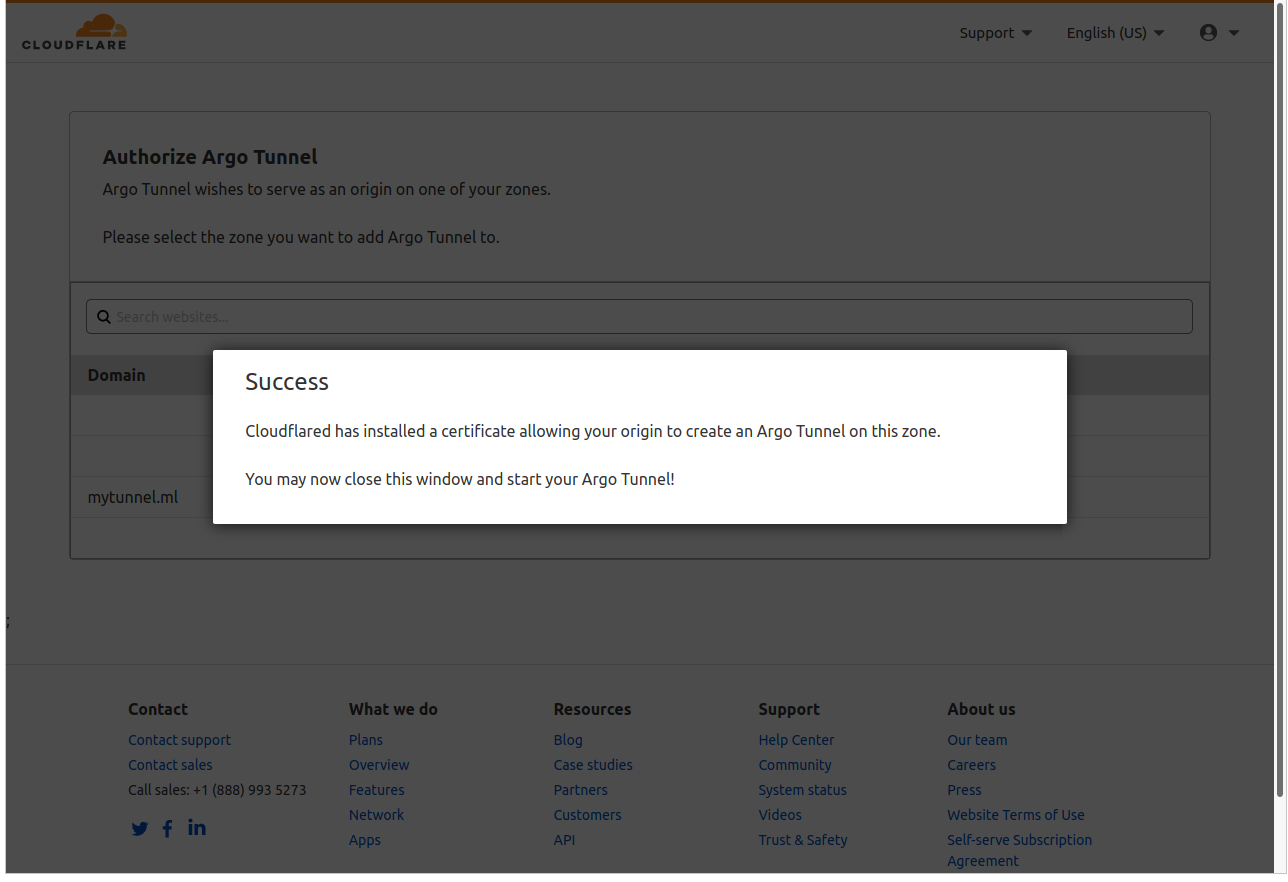 CLOUDFLARE
Support
English (US)
Authorize Argo Tunnel
Argo Tunnel wishes to serve as an origin on one of your zones.
Please select the zone you want to add Argo Tunnel to.
Search websites...
Domain
Success
Cloudflared has installed a certificate allowing your origin to create an Argo Tunnel on this zone.
You may now close this window and start your Argo Tunnel!
mytunnel.ml
;
Contact
Contact support
Contact sales
Call sales: +1 (888) 993 5273
What we do
Plans
Overview
Features
Network
Apps
Resources
Blog
Case studies
Partners
Customers
API
Support
Help Center
Community
System status
Videos
Trust & Safety
About us
Our team
Careers
Press
Website Terms of Use
Self-serve Subscription
Agreement